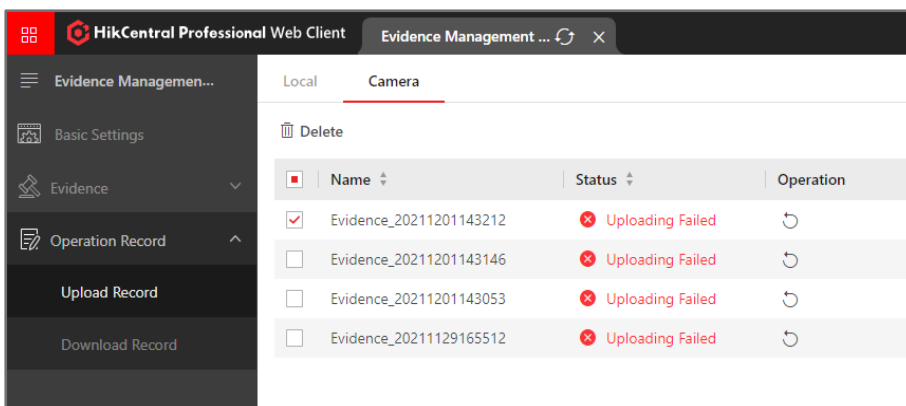 HikCentral Professional Web Client
Evidence Management ...
Evidence Managemen...
Basic Settings
Evidence
Operation Record
Upload Record
Download Record
Local Camera
Delete
Name Status Operation
Evidence_20211201143212 Uploading Failed
Evidence_20211201143146 Uploading Failed
Evidence_20211201143053 Uploading Failed
Evidence_20211129165512 Uploading Failed